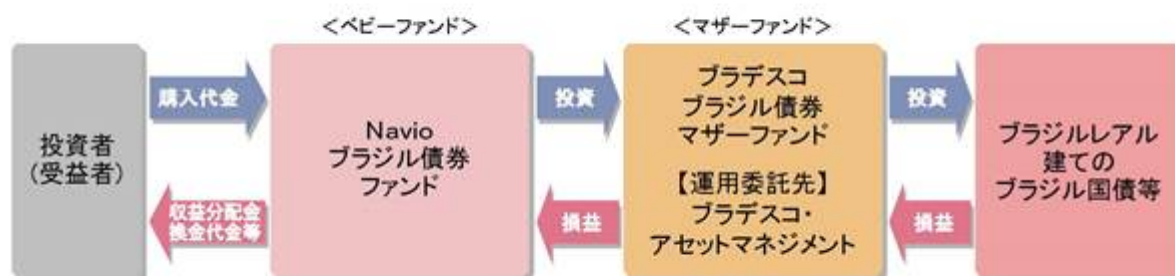 <ベビーファンド>
<マザーファンド>
投資者
(受益者)
購入代金
収益分配金
換金代金等
Navio
ブラジル債券
ファンド
投資
損益
ブラデスコ
ブラジル債券
マザーファンド
【運用委託先】
ブラデスコ・
アセットマネジメント
投資
損益
ブラジルレアル
建ての
ブラジル国債等